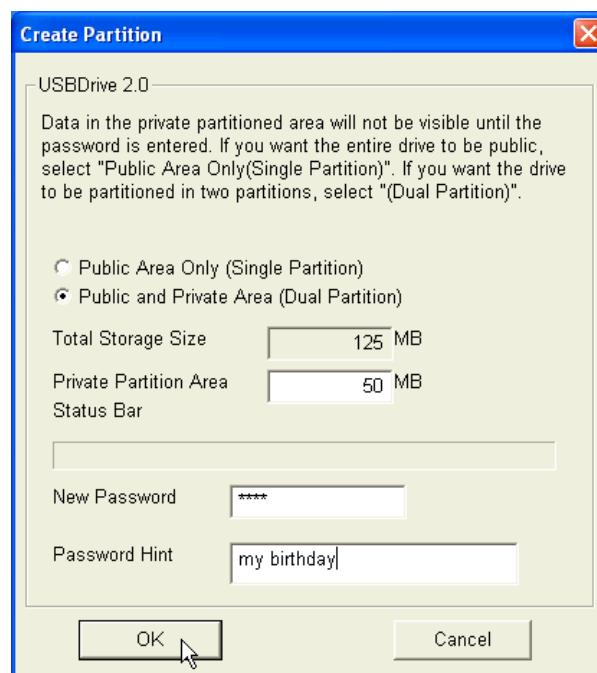 Create Partition
USBDrive 2.0
Data in the private partitioned area will not be visible until the
password is entered. If you want the entire drive to be public,
select "Public Area Only(Single Partition)". If you want the drive
to be partitioned in two partitions, select "(Dual Partition)".
Public Area Only (Single Partition)
Public and Private Area (Dual Partition)
Total Storage Size 125 MB
Private Partition Area 50 MB
Status Bar
New Password ****
Password Hint my birthday
OK Cancel